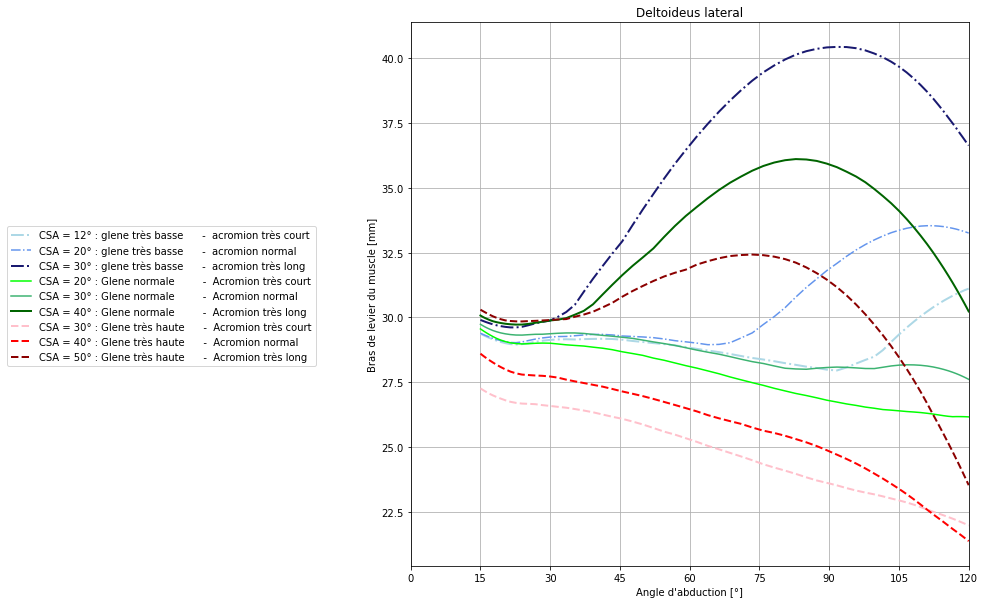 Deltoideus lateral
40.0
37.5
35.0
32.5
30.0
27.5
25.0
22.5
Bras de levier du muscle [mm]
0 15 30 45 60 75 90 105 120
Angle d'abduction [°]
CSA = 12° : glene très basse - acromion très court
CSA = 20° : glene très basse - acromion normal
CSA = 30° : glene très basse - acromion très long
CSA = 20° : Glene normale - Acromion très court
CSA = 30° : Glene normale - Acromion normal
CSA = 40° : Glene normale - Acromion très long
CSA = 30° : Glene très haute - Acromion très court
CSA = 40° : Glene très haute - Acromion normal
CSA = 50° : Glene très haute - Acromion très long